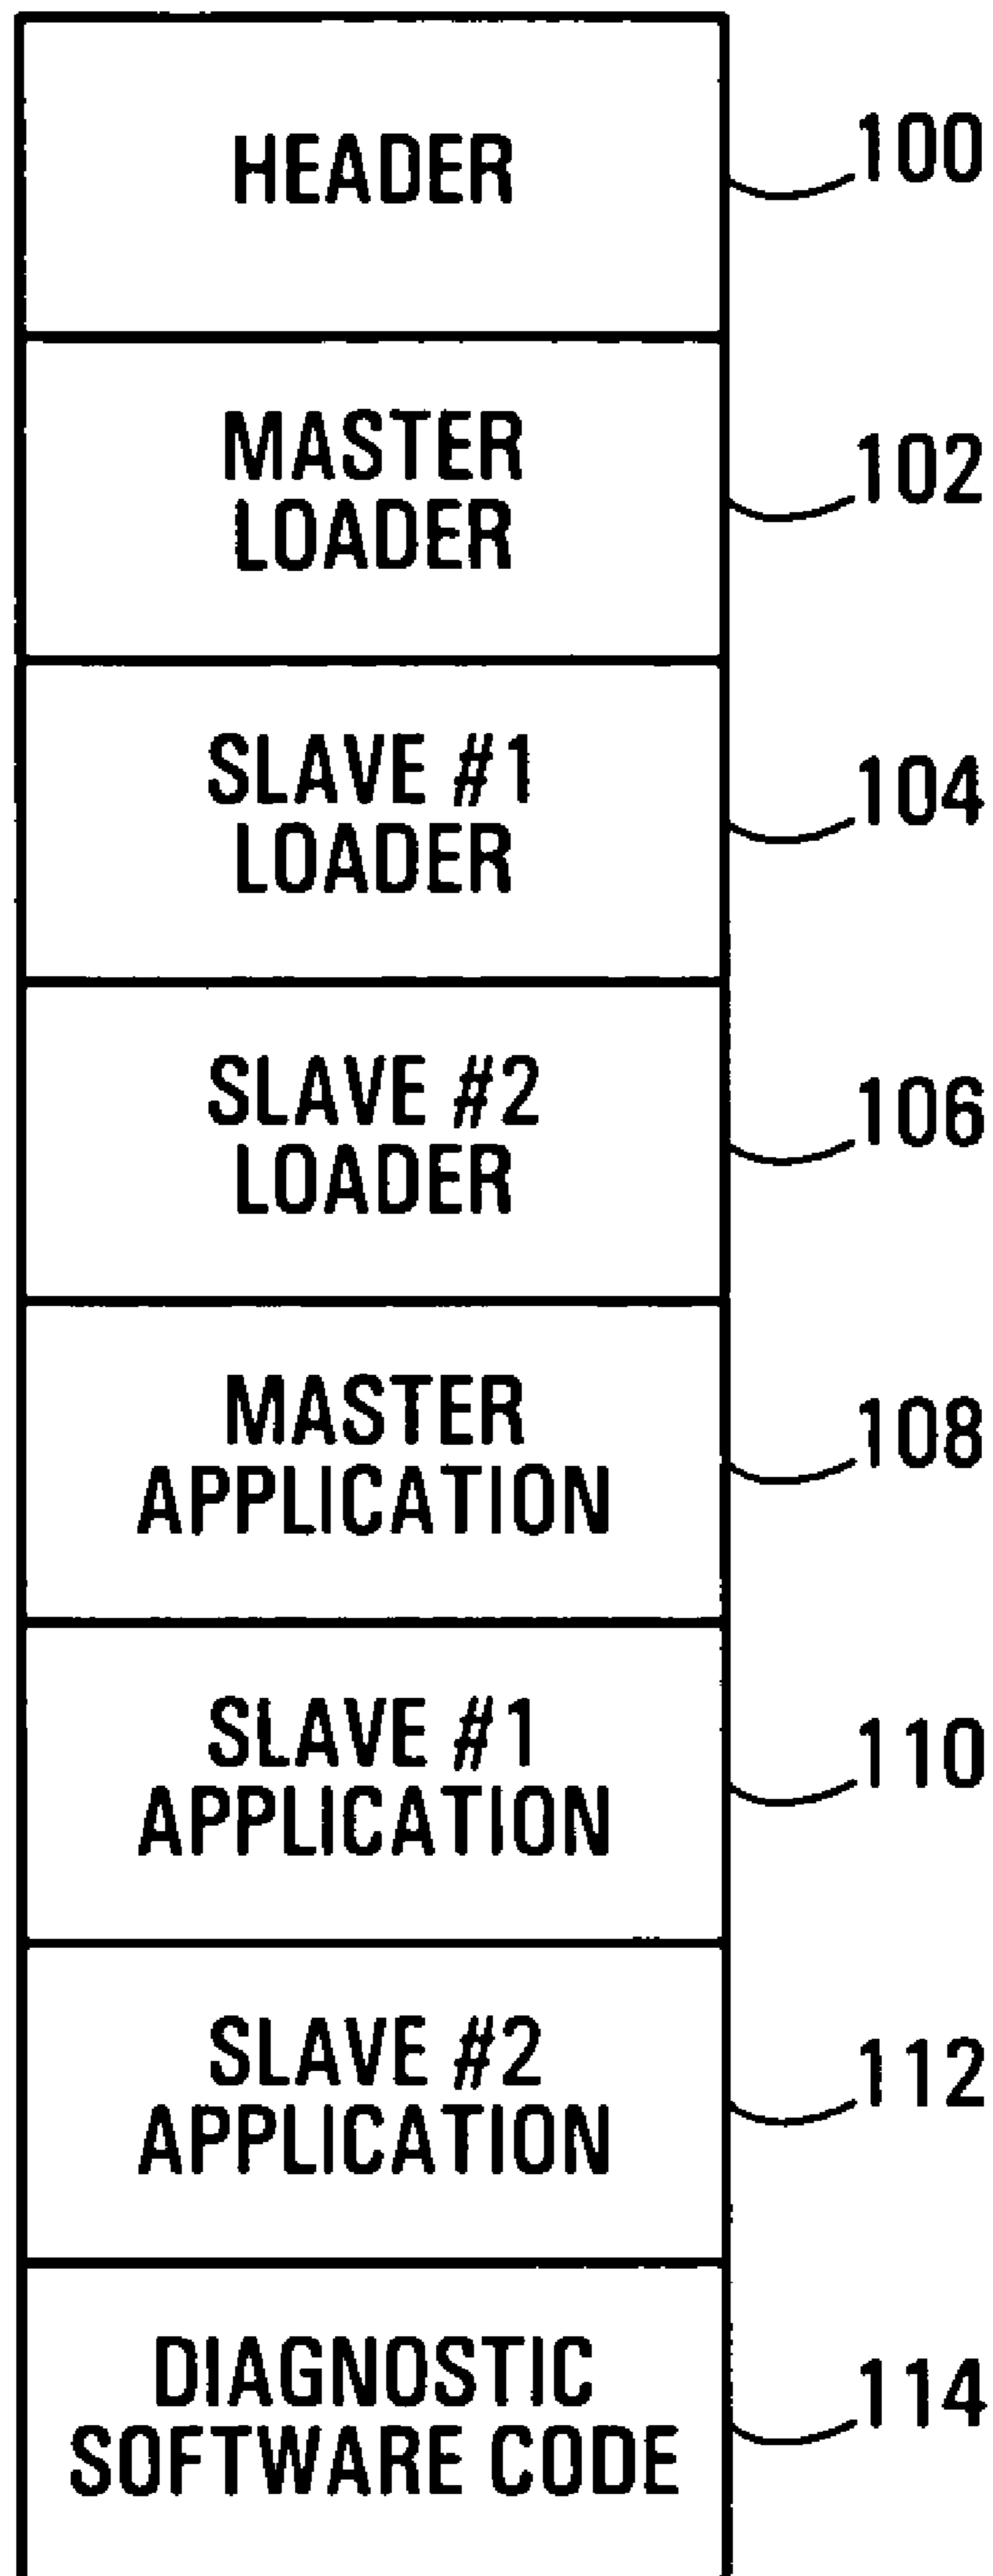 HEADER
100
MASTER
LOADER
102
SLAVE #1
LOADER
104
SLAVE #2
LOADER
106
MASTER
APPLICATION
108
SLAVE #1
APPLICATION
110
SLAVE #2
APPLICATION
112
DIAGNOSTIC
SOFTWARE CODE
114